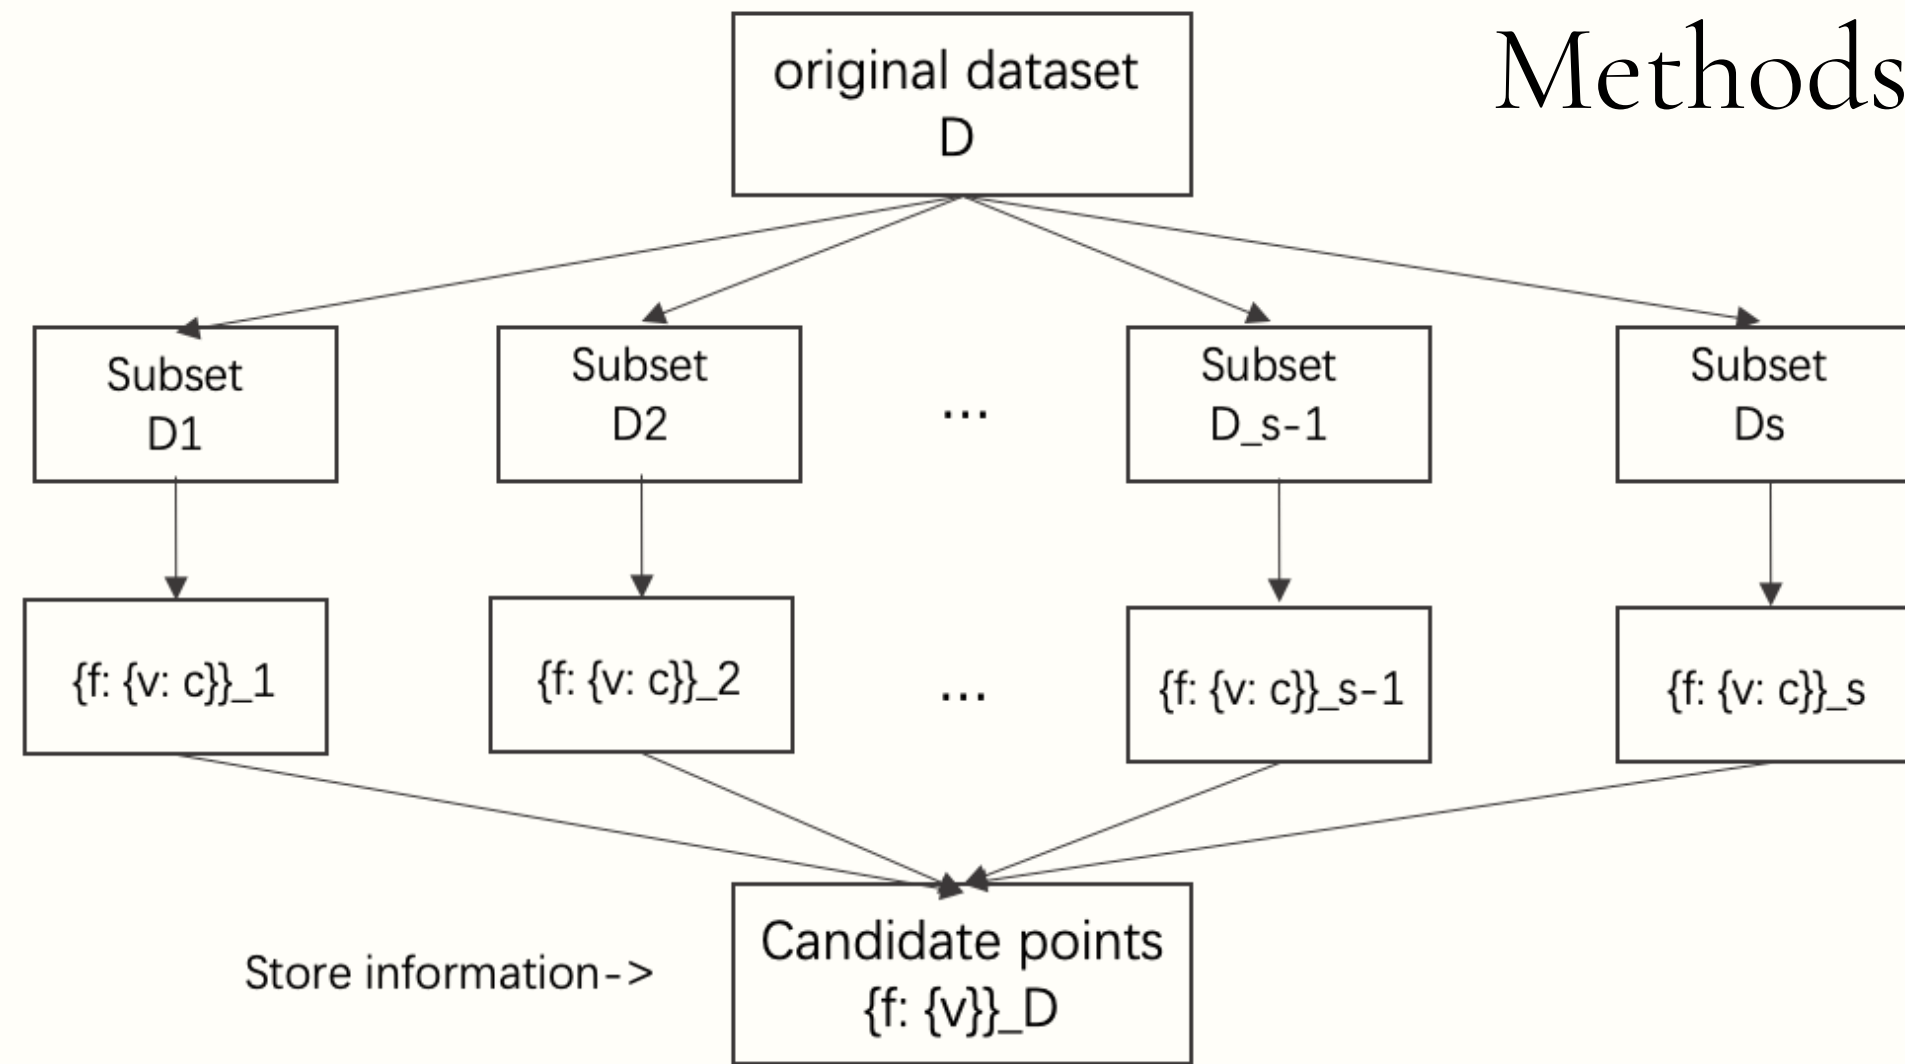 Methods
original dataset
D
Subset
D1
Subset
D2
...
Subset
D_s-1
Subset
Ds
{f: {v: c}}_1
{f: {v: c}}_2
...
{f: {v: c}}_s-1
{f: {v: c}}_s
Store information->
Candidate points
{f: {v}}_D